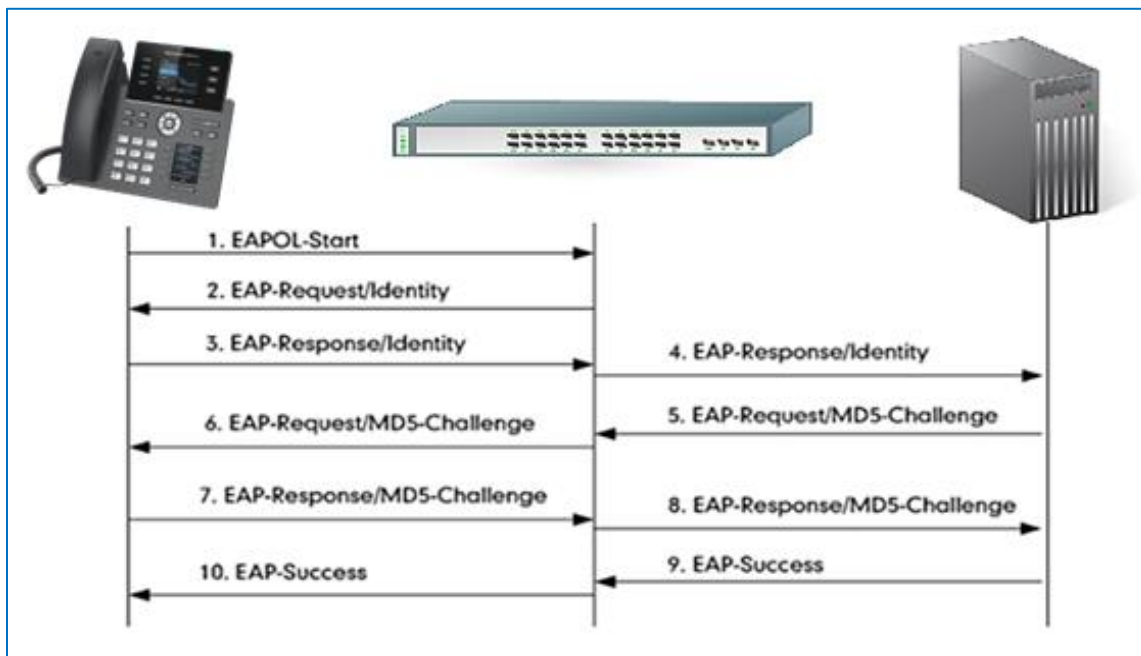 1. EAPOL-Start
2. EAP-Request/Identity
3. EAP-Response/Identity
4. EAP-Response/Identity
5. EAP-Request/MD5-Challenge
6. EAP-Request/MD5-Challenge
7. EAP-Response/MD5-Challenge
8. EAP-Response/MD5-Challenge
9. EAP-Success
10. EAP-Success